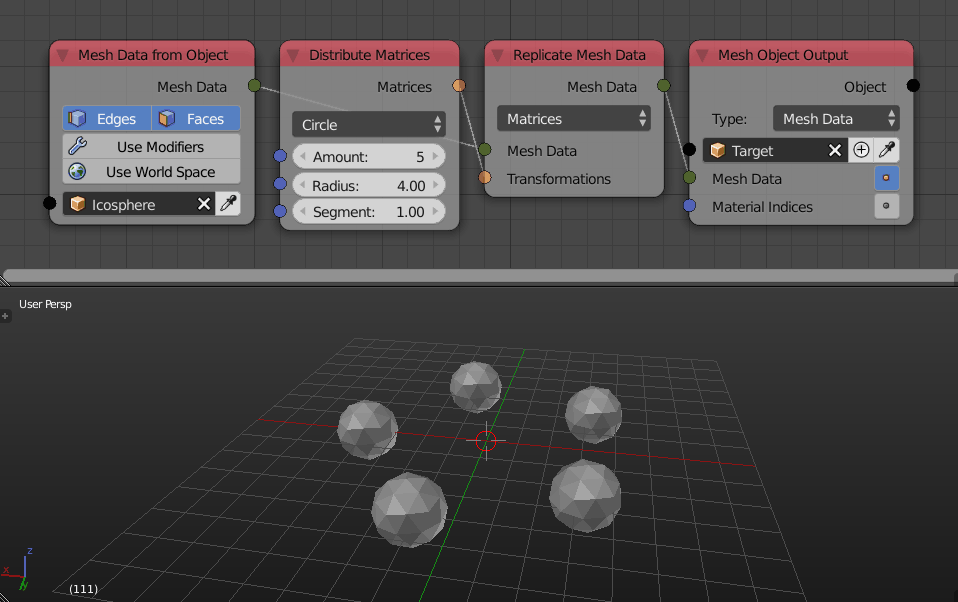 Mesh Data from Object
Mesh Data
Edges Faces
Use Modifiers
Use World Space
Icosphere
Distribute Matrices
Matrices
Circle
Amount: 5
Radius: 4.00
Segment: 1.00
Replicate Mesh Data
Mesh Data
Matrices
Mesh Data
Transformations
Mesh Object Output
Object
Type: Mesh Data
Target
Mesh Data
Material Indices
User Persp
z
x
y
(111)